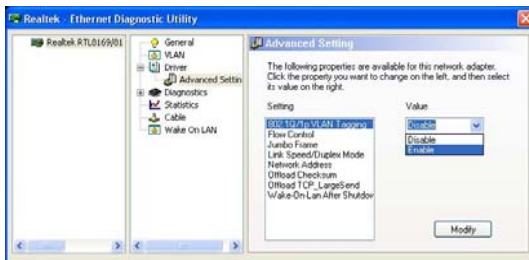 Realtek - Ethernet Diagnostic Utility
Realtek RTL8169/81
General
VLAN
Driver
Advanced Settin
Diagnostics
Statistics
Cable
Wake On LAN
Advanced Setting
The following properties are available for this network adapter.
Click the property you want to change on the left, and then select
its value on the right.
Setting
Value
802.1Q/1p VLAN Tagging
Flow Control
Jumbo Frame
Link Speed/Duplex Mode
Network Address
Offload Checksum
Offload TCP_LargeSend
Wake-On-Lan After Shutdow
Disable
Disable
Enable
Modify